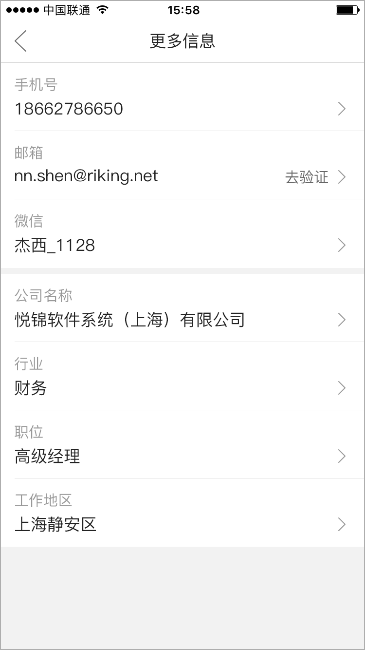 中国联通 15:58
更多信息
手机号
18662786650
邮箱
nn.shen@riking.net 去验证
微信
杰西_1128
公司名称
悦锦软件系统（上海）有限公司
行业
财务
职位
高级经理
工作地区
上海静安区